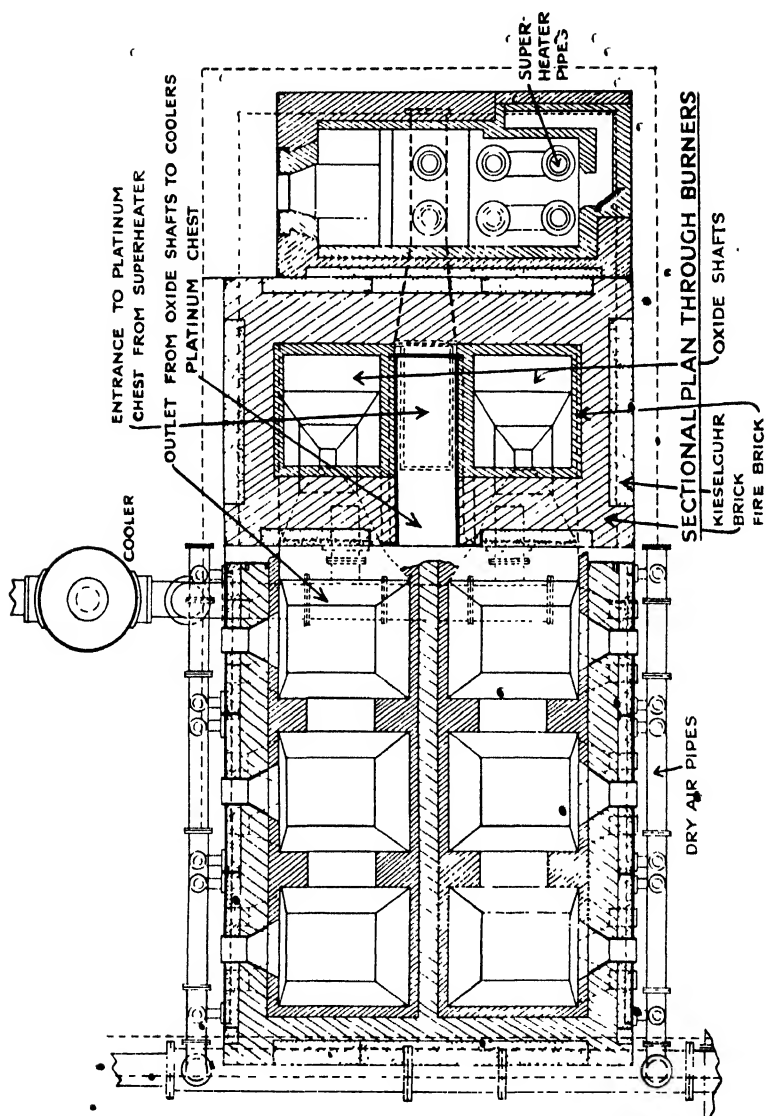 SUPER-
HEATER
PIPES
ENTRANCE TO PLATINUM
CHEST FROM SUPERHEATER
OUTLET FROM OXIDE SHAFTS TO COOLERS
PLATINUM CHEST
COOLER
OXIDE SHAFTS
SECTIONAL PLAN THROUGH BURNERS
KIESELGUHR
BRICK
FIRE BRICK
DRY AIR PIPES